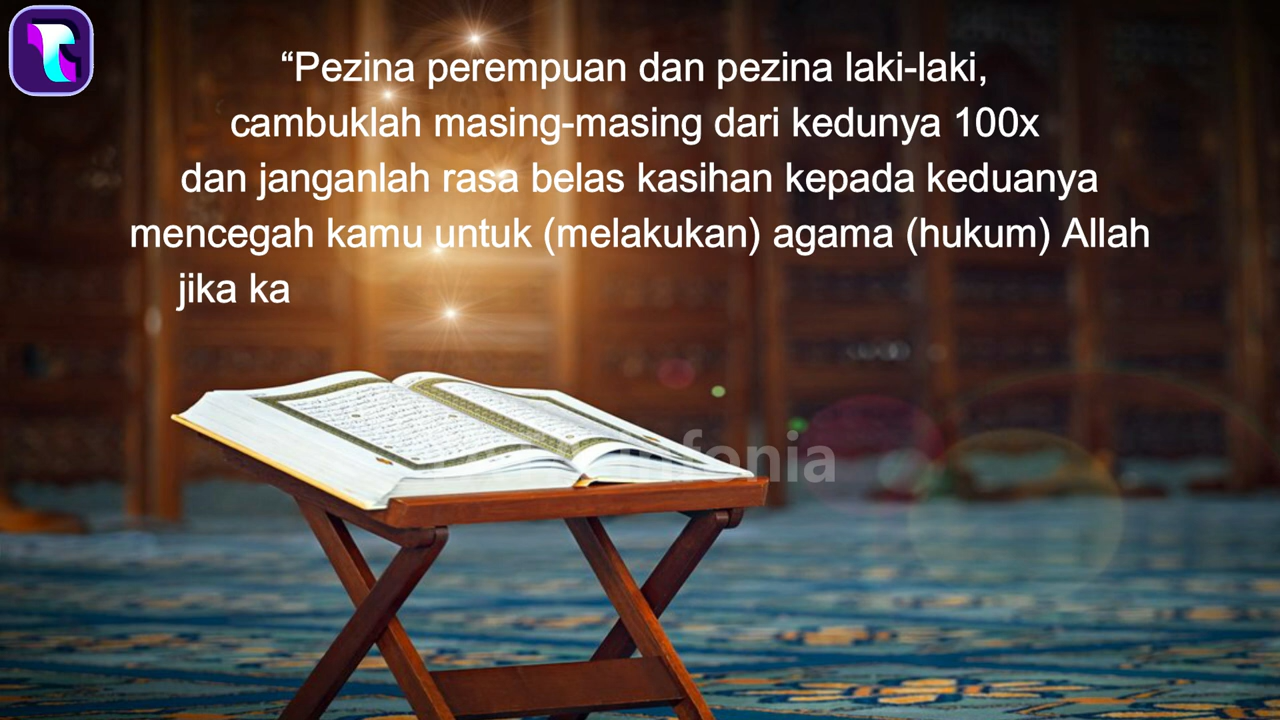 “Pezina perempuan dan pezina laki-laki,
cambuklah masing-masing dari kedunya 100x
dan janganlah rasa belas kasihan kepada keduanya
mencegah kamu untuk (melakukan) agama (hukum) Allah
jika ka